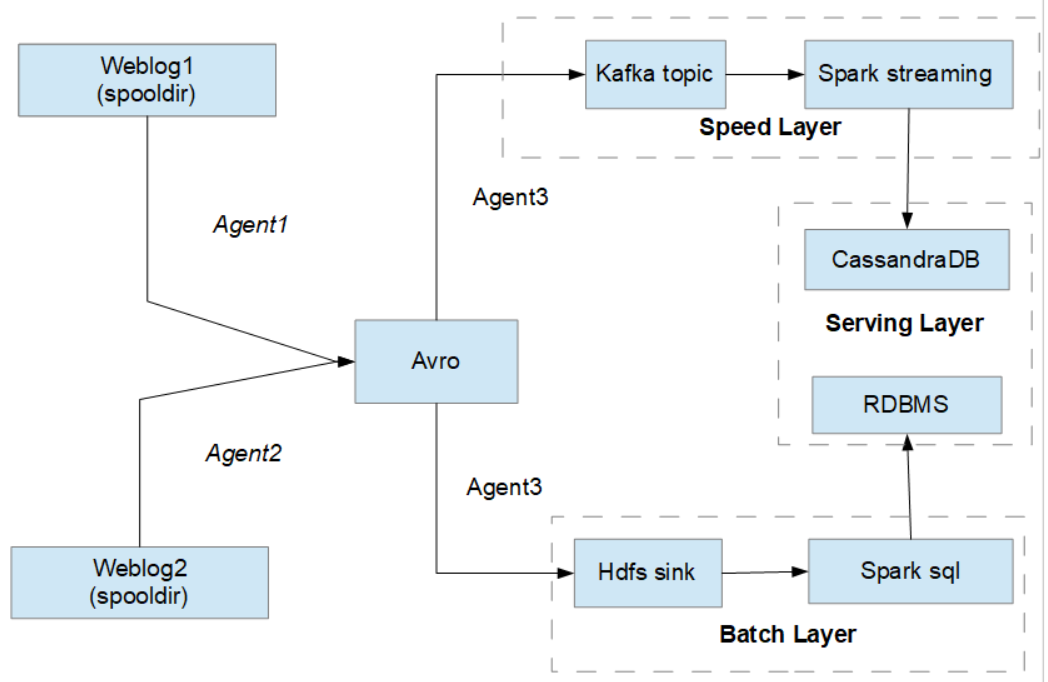 Weblog1
(spooldir)
Kafka topic
Spark streaming
Speed Layer
Agent3
Agent1
CassandraDB
Serving Layer
Avro
RDBMS
Agent2
Agent3
Weblog2
(spooldir)
Hdfs sink
Spark sql
Batch Layer